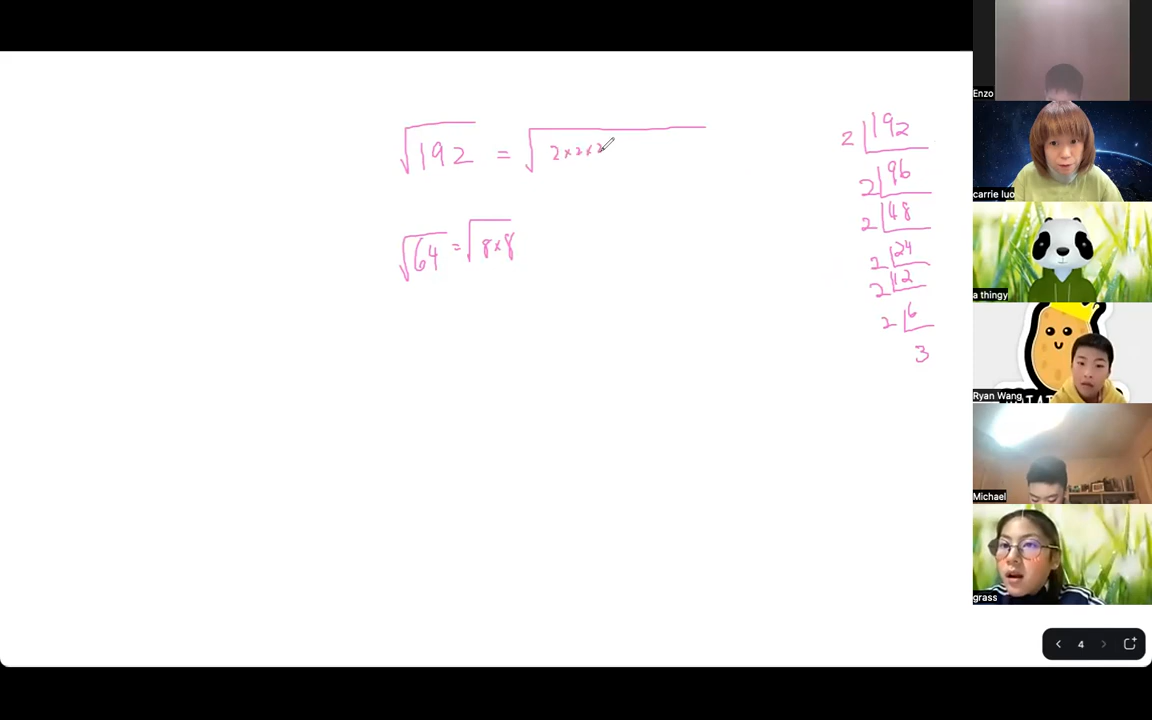 √192 = √2×2×2
√64 = √8×8
2 192
2 96
2 48
2 24
2 12
2 6
3
Enzo
carrie luo
a thingy
Ryan Wang
Michael
grass
4